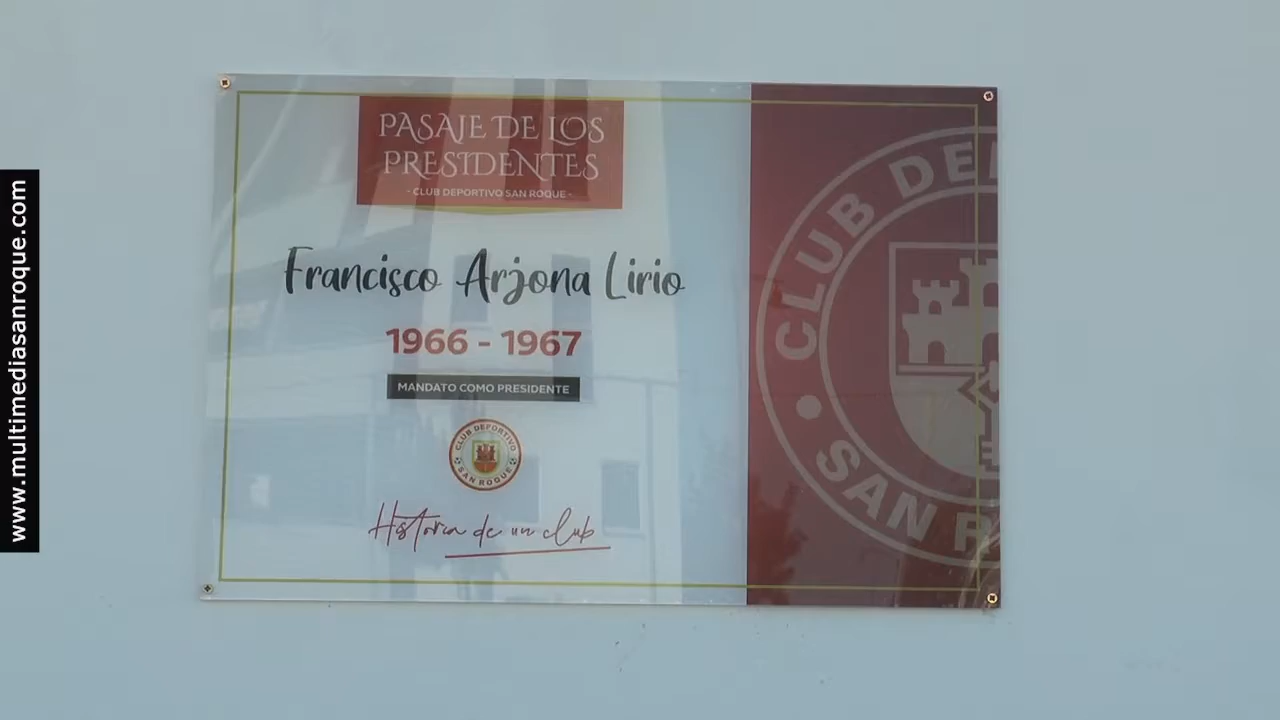 PASAJE DE LOS
PRESIDENTES
- CLUB DEPORTIVO SAN ROQUE -
Francisco Arjona Lirio
1966 - 1967
MANDATO COMO PRESIDENTE
CLUB DEPORTIVO
SAN ROQUE
Historia de un club
CLUB DE
SAN R
www.multimediasanroque.com